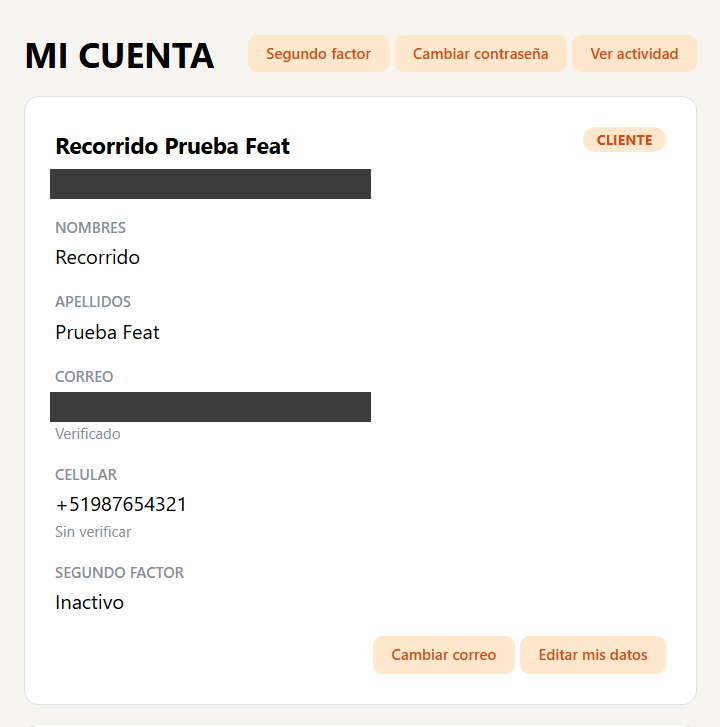 MI CUENTA
Segundo factor
Cambiar contraseña
Ver actividad
Recorrido Prueba Feat
CLIENTE
NOMBRES
Recorrido
APELLIDOS
Prueba Feat
CORREO
Verificado
CELULAR
+51987654321
Sin verificar
SEGUNDO FACTOR
Inactivo
Cambiar correo
Editar mis datos